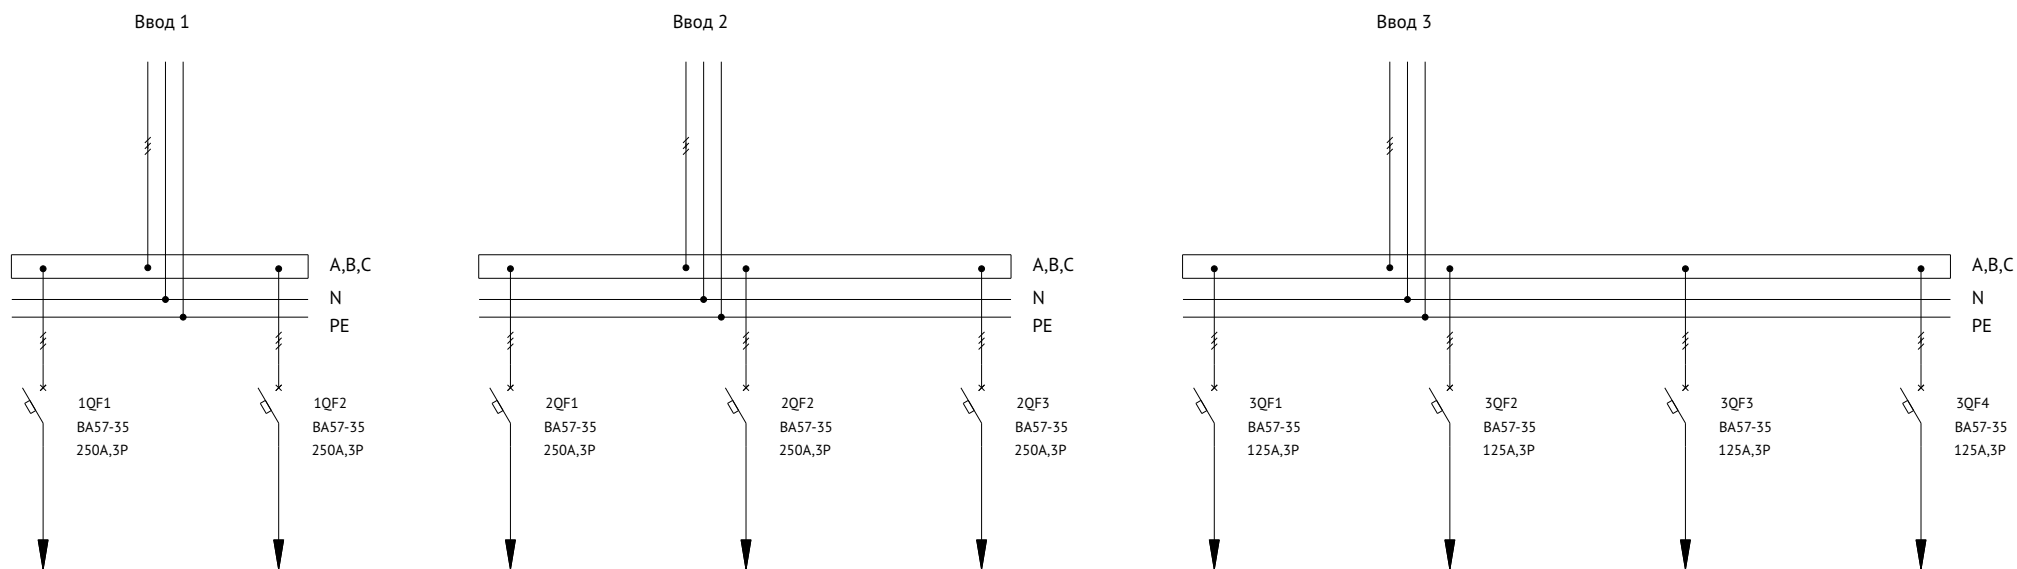 Ввод 1
Ввод 2
Ввод 3
A,B,C
N
PE
A,B,C
N
PE
A,B,C
N
PE
1QF1
ВА57-35
250А,3Р
1QF2
ВА57-35
250А,3Р
2QF1
ВА57-35
250А,3Р
2QF2
ВА57-35
250А,3Р
2QF3
ВА57-35
250А,3Р
3QF1
ВА57-35
125А,3Р
3QF2
ВА57-35
125А,3Р
3QF3
ВА57-35
125А,3Р
3QF4
ВА57-35
125А,3Р